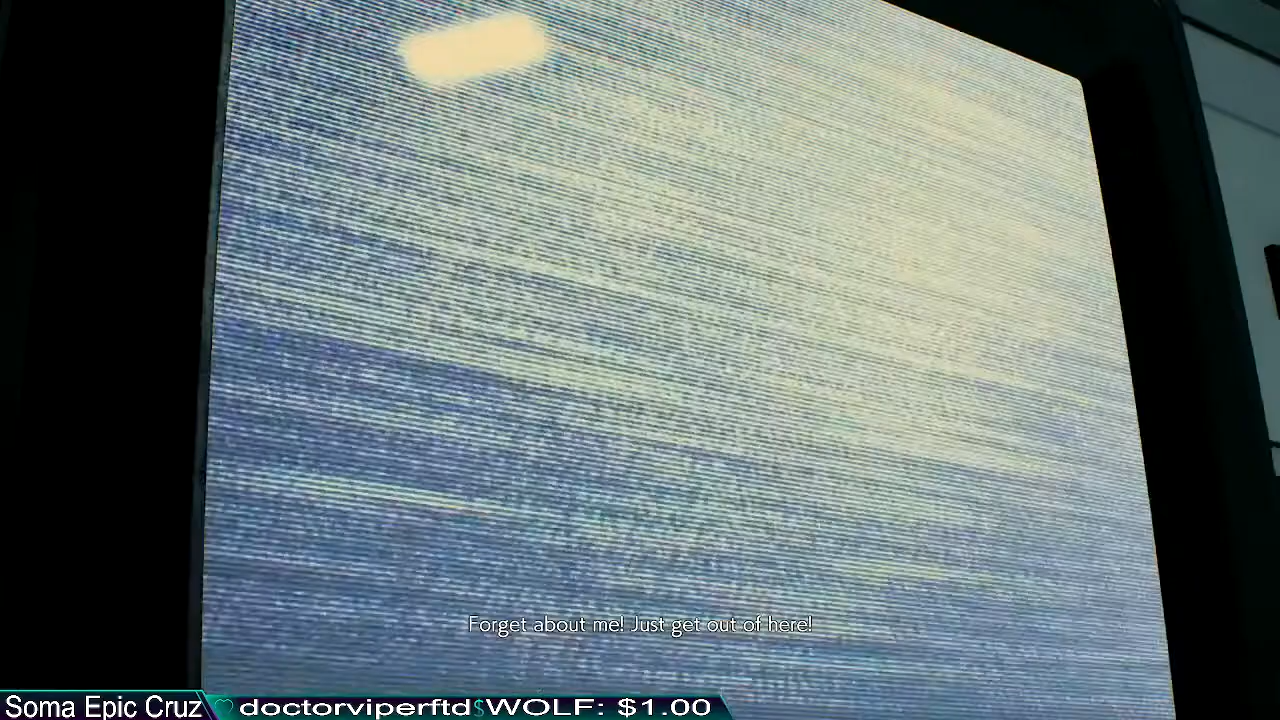 Forget about me! Just get out of here!
Soma Epic Cruz doctorviperftd$WOLF: $1.00